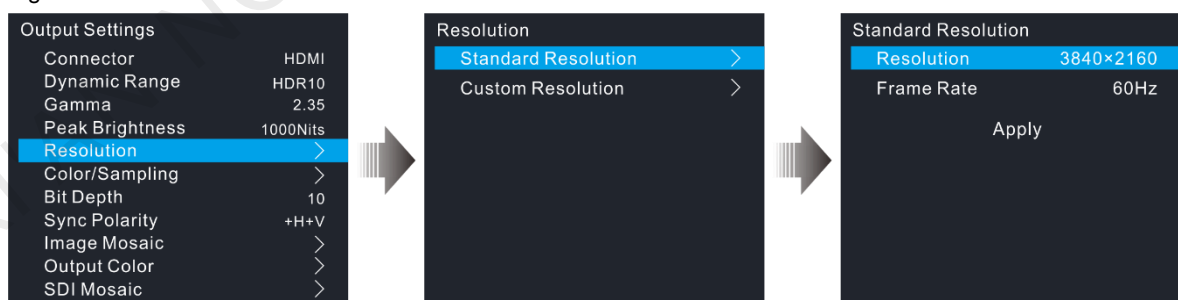 Output Settings
Connector HDMI
Dynamic Range HDR10
Gamma 2.35
Peak Brightness 1000Nits
Resolution >
Color/Sampling >
Bit Depth 10
Sync Polarity +H+V
Image Mosaic >
Output Color >
SDI Mosaic >
Resolution
Standard Resolution >
Custom Resolution >
Standard Resolution
Resolution 3840×2160
Frame Rate 60Hz
Apply